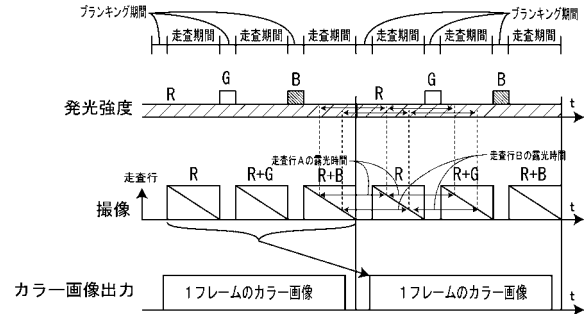 ブランキング期間 ブランキング期間
走査期間 走査期間 走査期間 走査期間 走査期間 走査期間
R G B R G B
発光強度 t
走査行Aの露光時間 走査行Bの露光時間
走査行 R R+G R+B R R+G R+B
撮像 t
カラー画像出力 1フレームのカラー画像 1フレームのカラー画像 t